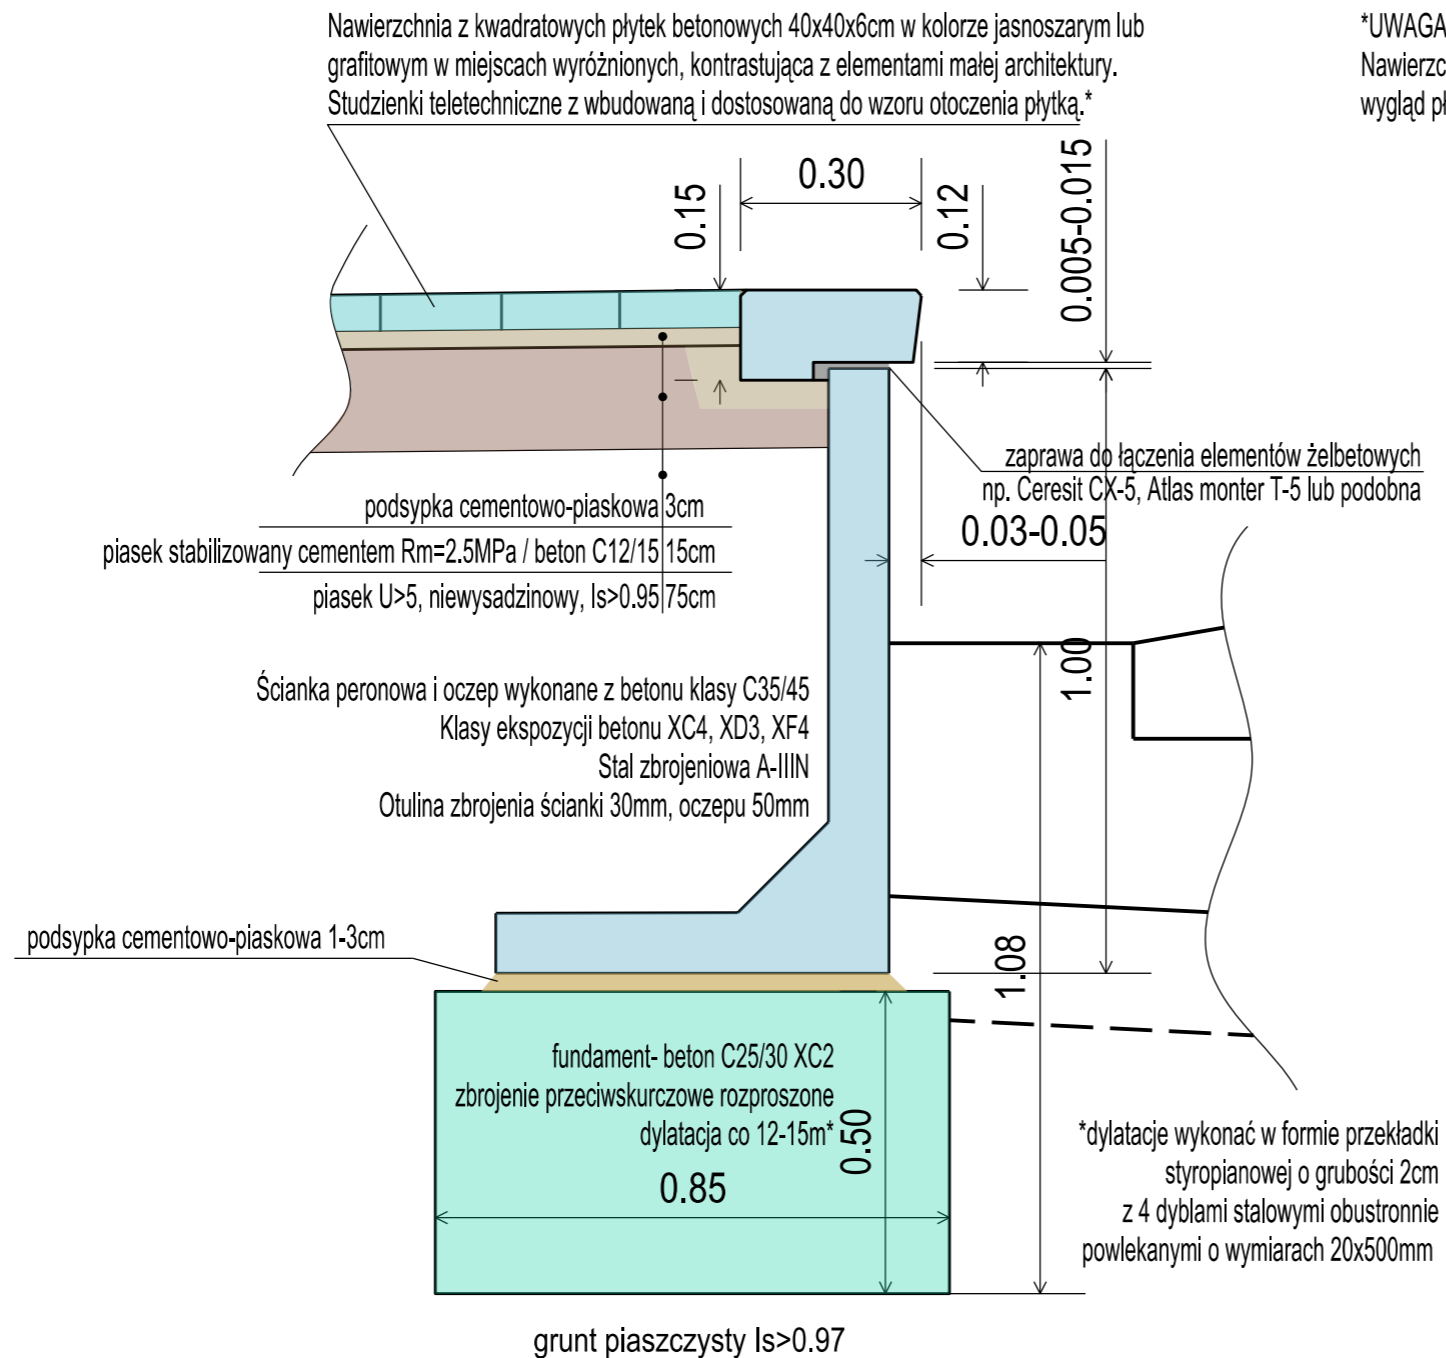 Nawierzchnia z kwadratowych płytek betonowych 40x40x6cm w kolorze jasnoszarym lub
grafitowym w miejscach wyróżnionych, kontrastująca z elementami małej architektury.
Studzienki teletechniczne z wbudowaną i dostosowaną do wzoru otoczenia płytką.*
*UWAGA
Nawierzc
wygląd pł
0.15
0.30
0.12
0.005-0.015
zaprawa do łączenia elementów żelbetowych
np. Ceresit CX-5, Atlas monter T-5 lub podobna
0.03-0.05
podsypka cementowo-piaskowa 3cm
piasek stabilizowany cementem Rm=2.5MPa / beton C12/15 15cm
piasek U>5, niewysadzinowy, Is>0.95 75cm
1.00
Ścianka peronowa i oczep wykonane z betonu klasy C35/45
Klasy ekspozycji betonu XC4, XD3, XF4
Stal zbrojeniowa A-IIIN
Otulina zbrojenia ścianki 30mm, oczepu 50mm
podsypka cementowo-piaskowa 1-3cm
1.08
fundament- beton C25/30 XC2
zbrojenie przeciwskurczowe rozproszone
dylatacja co 12-15m*
0.50
0.85
*dylatacje wykonać w formie przekładki
styropianowej o grubości 2cm
z 4 dyblami stalowymi obustronnie
powlekanymi o wymiarach 20x500mm
grunt piaszczysty Is>0.97